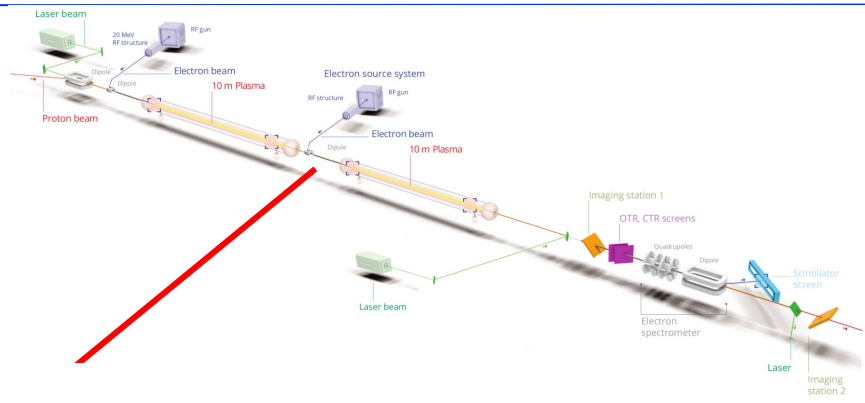 Laser beam
20 MeV
RF structure
RF gun
Dipole
Dipole
Electron beam
10 m Plasma
Proton beam
Electron source system
RF structure
RF gun
Electron beam
Dipole
10 m Plasma
Imaging station 1
OTR, CTR screens
Quadrupoles
Dipole
Scintillator
screen
Laser beam
Electron
spectrometer
Laser
Imaging
station 2